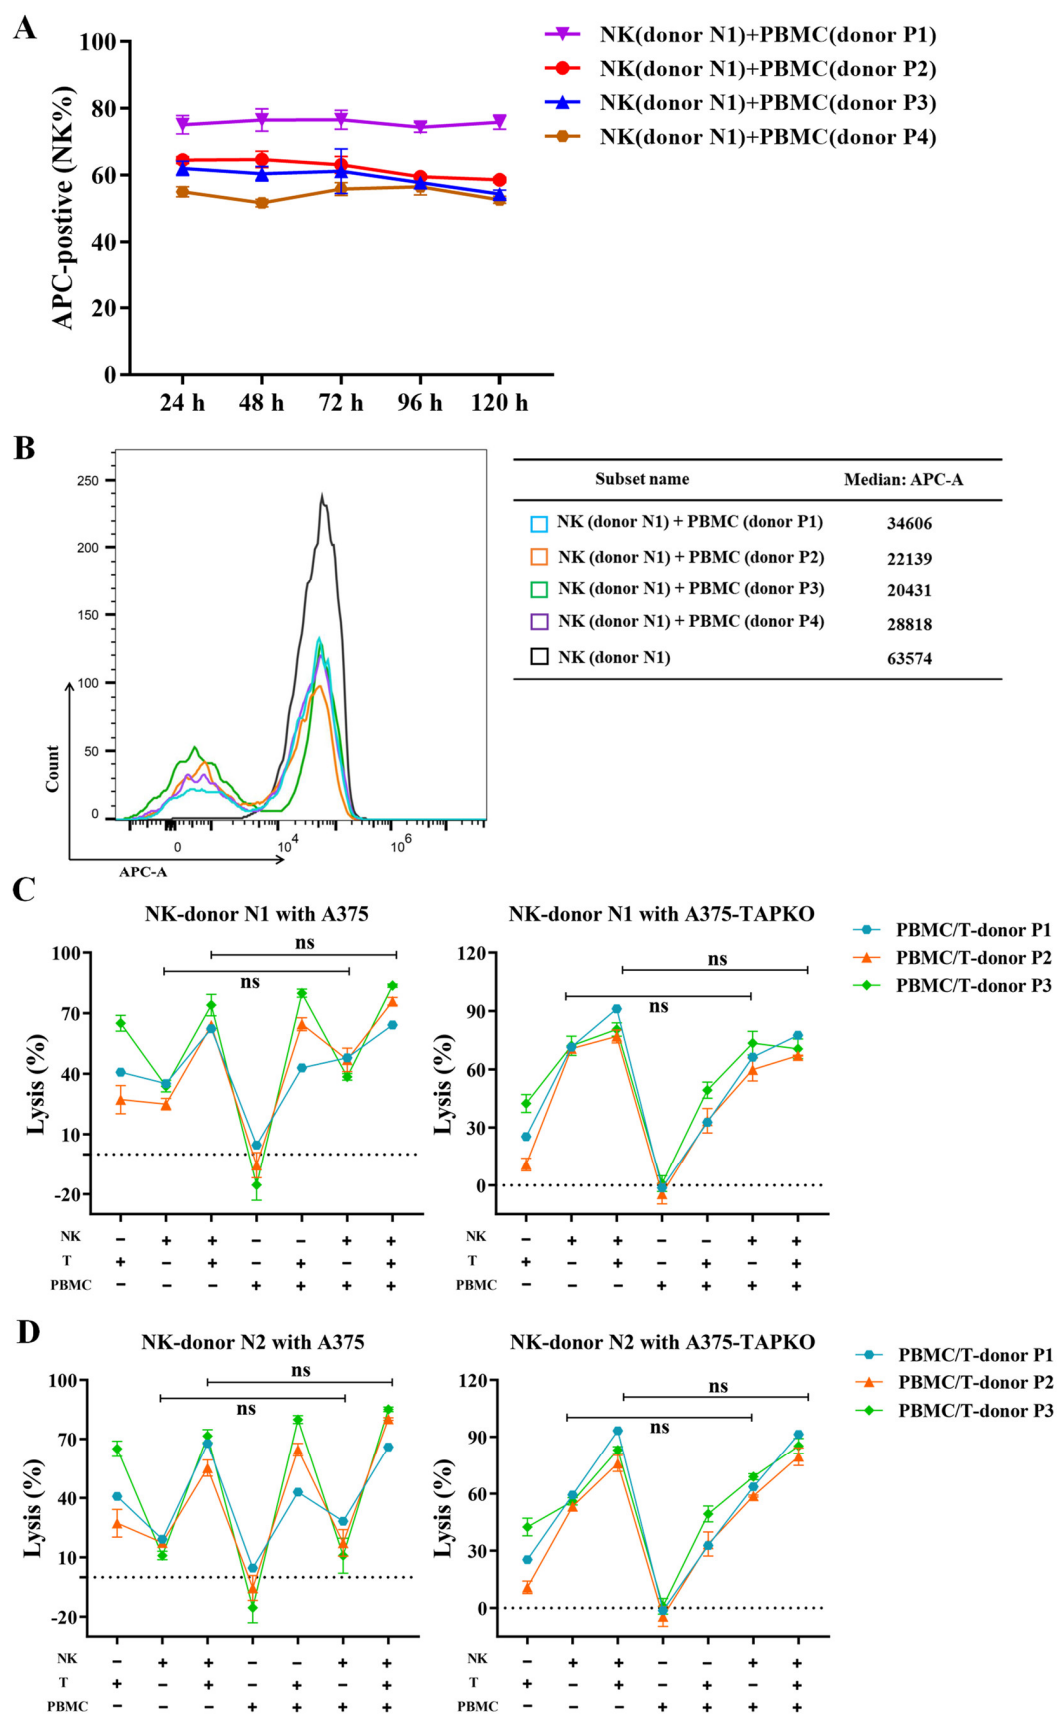 A
NK(donor N1)+PBMC(donor P1)
NK(donor N1)+PBMC(donor P2)
NK(donor N1)+PBMC(donor P3)
NK(donor N1)+PBMC(donor P4)
APC-postive (NK%)
100
80
60
40
20
0
24 h 48 h 72 h 96 h 120 h
B
Count
250
200
150
100
50
0
0 10^4 10^6
APC-A
Subset name Median: APC-A
NK (donor N1) + PBMC (donor P1) 34606
NK (donor N1) + PBMC (donor P2) 22139
NK (donor N1) + PBMC (donor P3) 20431
NK (donor N1) + PBMC (donor P4) 28818
NK (donor N1) 63574
C
NK-donor N1 with A375
Lysis (%)
100
70
40
10
-20
ns
ns
NK - + + - - + +
T + - + - + - +
PBMC - - - + + + +
NK-donor N1 with A375-TAPKO
Lysis (%)
120
90
60
30
0
ns
ns
NK - + + - - + +
T + - + - + - +
PBMC - - - + + + +
PBMC/T-donor P1
PBMC/T-donor P2
PBMC/T-donor P3
D
NK-donor N2 with A375
Lysis (%)
100
70
40
10
-20
ns
ns
NK - + + - - + +
T + - + - + - +
PBMC - - - + + + +
NK-donor N2 with A375-TAPKO
Lysis (%)
120
90
60
30
0
ns
ns
NK - + + - - + +
T + - + - + - +
PBMC - - - + + + +
PBMC/T-donor P1
PBMC/T-donor P2
PBMC/T-donor P3